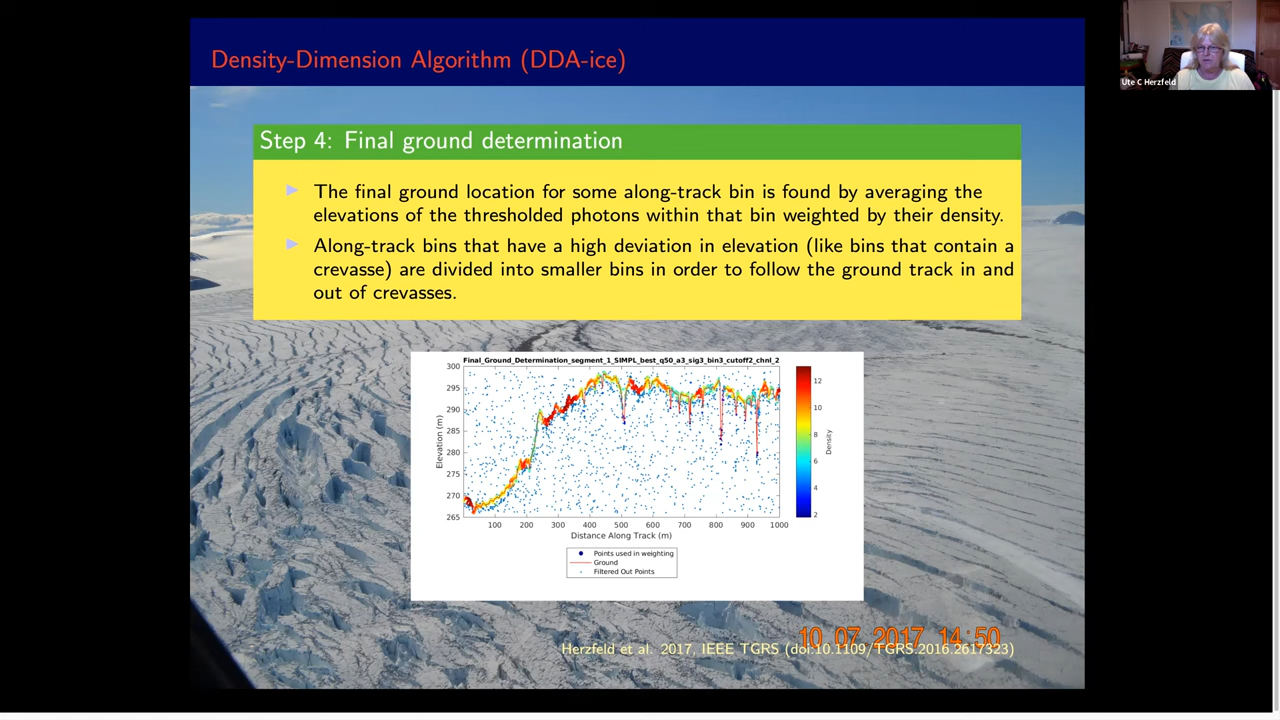 Density-Dimension Algorithm (DDA-ice)
Ute C Herzfeld
Step 4: Final ground determination
The final ground location for some along-track bin is found by averaging the
elevations of the thresholded photons within that bin weighted by their density.
Along-track bins that have a high deviation in elevation (like bins that contain a
crevasse) are divided into smaller bins in order to follow the ground track in and
out of crevasses.
Final_Ground_Determination_segment_1_SIMPL_best_q50_a3_sig3_bin3_cutoff2_chnl_2
300
295
290
285
280
275
270
265
Elevation (m)
100 200 300 400 500 600 700 800 900 1000
Distance Along Track (m)
12
10
8
6
4
2
Density
Points used in weighting
Ground
Filtered Out Points
10 07 2017 14:50
Herzfeld et al. 2017, IEEE TGRS (doi:10.1109/TGRS.2016.2617323)